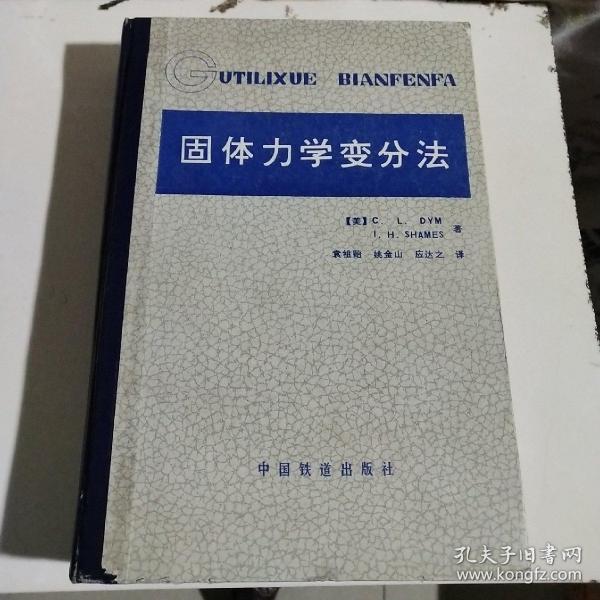 GUTILIXUE BIANFENFA
固体力学变分法
【美】C. L. DYM
I. H. SHAMES 著
袁祖贻 姚金山 应达之 译
中国铁道出版社
孔夫子旧书网
www.kongfz.com